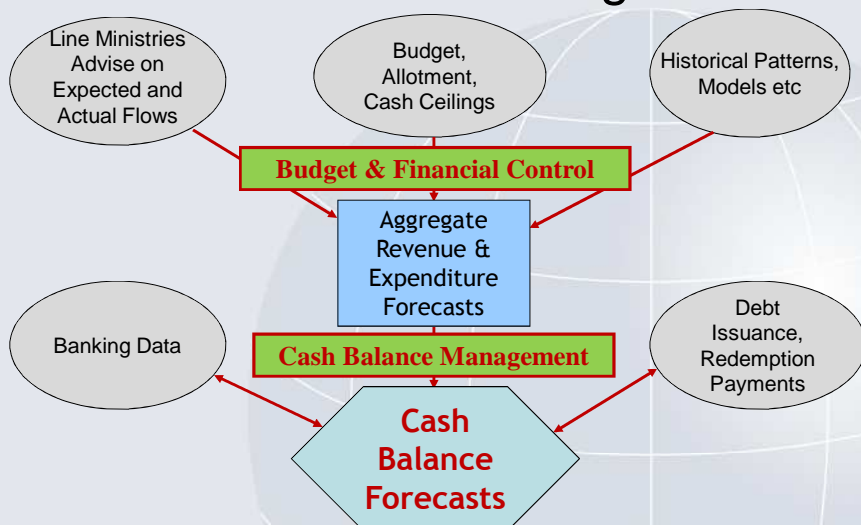 Line Ministries
Advise on
Expected and
Actual Flows
Budget,
Allotment,
Cash Ceilings
Historical Patterns,
Models etc
Budget & Financial Control
Aggregate
Revenue &
Expenditure
Forecasts
Banking Data
Cash Balance Management
Debt
Issuance,
Redemption
Payments
Cash
Balance
Forecasts